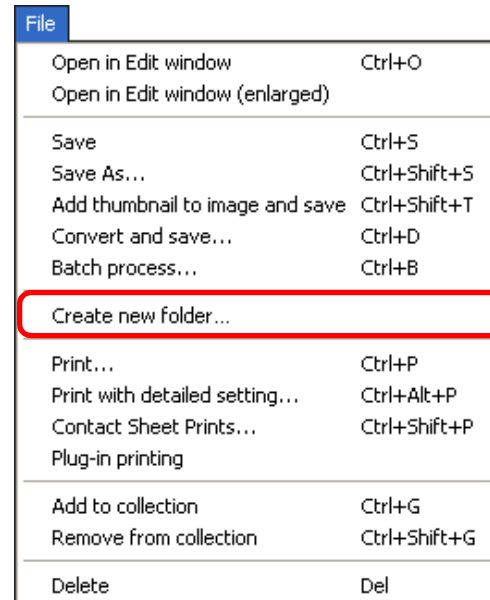 File
Open in Edit window Ctrl+O
Open in Edit window (enlarged)
Save Ctrl+S
Save As... Ctrl+Shift+S
Add thumbnail to image and save Ctrl+Shift+T
Convert and save... Ctrl+D
Batch process... Ctrl+B
Create new folder...
Print... Ctrl+P
Print with detailed setting... Ctrl+Alt+P
Contact Sheet Prints... Ctrl+Shift+P
Plug-in printing
Add to collection Ctrl+G
Remove from collection Ctrl+Shift+G
Delete Del